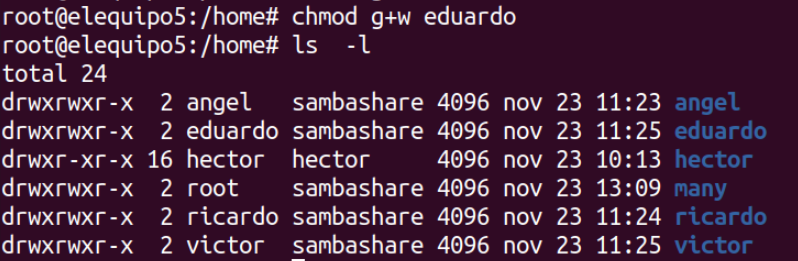 root@elequipo5:/home# chmod g+w eduardo
root@elequipo5:/home# ls  -l
total 24
drwxrwxr-x  2 angel   sambashare 4096 nov 23 11:23 angel
drwxrwxr-x  2 eduardo sambashare 4096 nov 23 11:25 eduardo
drwxr-xr-x 16 hector  hector     4096 nov 23 10:13 hector
drwxrwxr-x  2 root    sambashare 4096 nov 23 13:09 many
drwxrwxr-x  2 ricardo sambashare 4096 nov 23 11:24 ricardo
drwxrwxr-x  2 victor  sambashare 4096 nov 23 11:25 victor